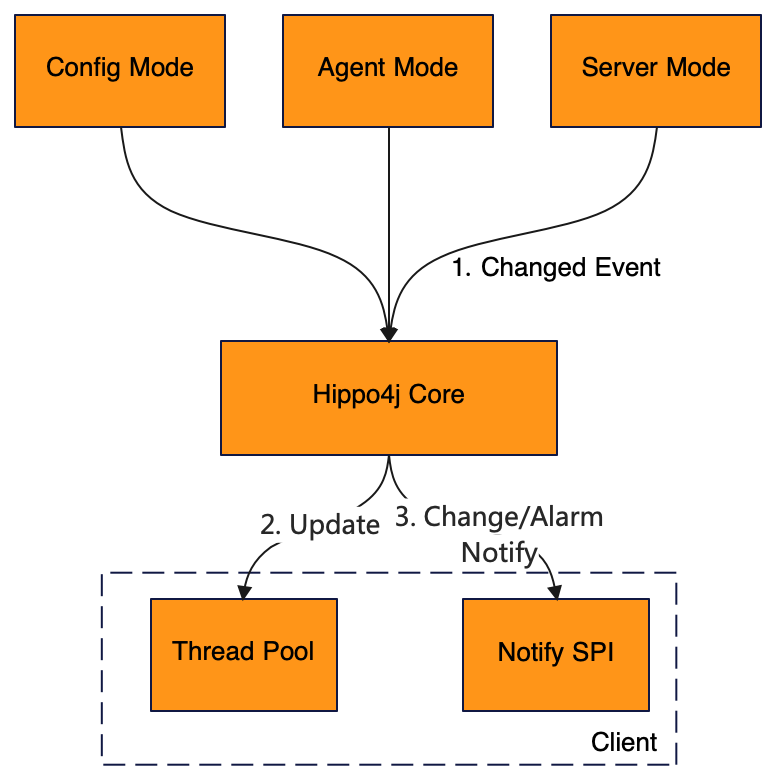 Config Mode
Agent Mode
Server Mode
1. Changed Event
Hippo4j Core
2. Update
3. Change/Alarm
Notify
Thread Pool
Notify SPI
Client